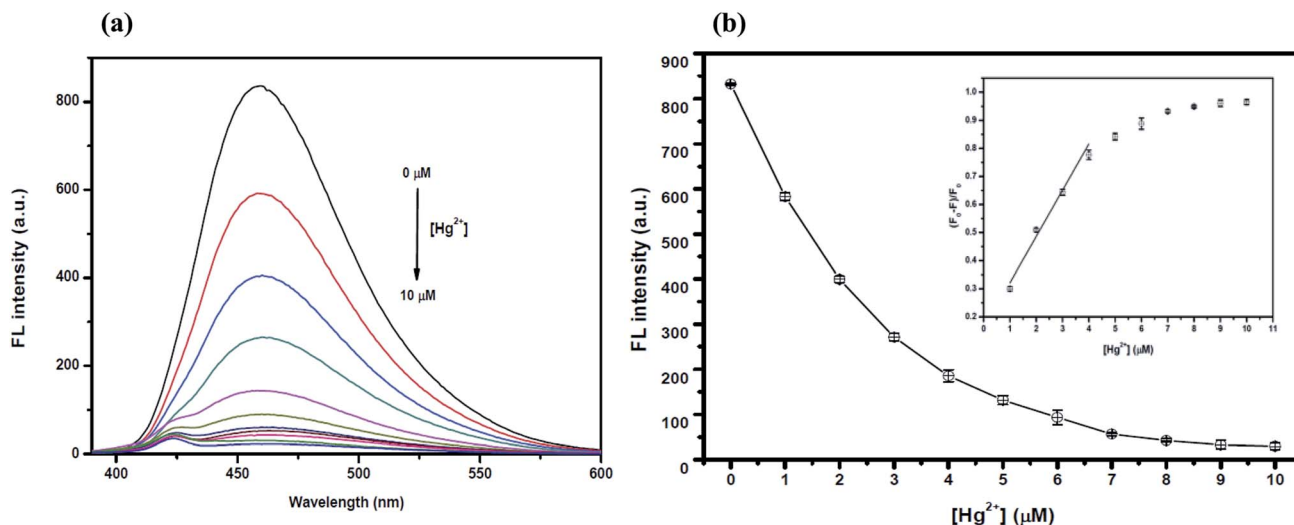 (a)
800
600
400
200
0
FL intensity (a.u.)
0 µM
[Hg²⁺]
10 µM
400
450
500
550
600
Wavelength (nm)
(b)
900
800
700
600
500
400
300
200
100
0
FL intensity (a.u.)
0 1 2 3 4 5 6 7 8 9 10
[Hg²⁺] (µM)
1.0
0.9
0.8
0.7
0.6
0.5
0.4
0.3
0.2
(F₀-F)/F₀
0 1 2 3 4 5 6 7 8 9 10 11
[Hg²⁺] (µM)